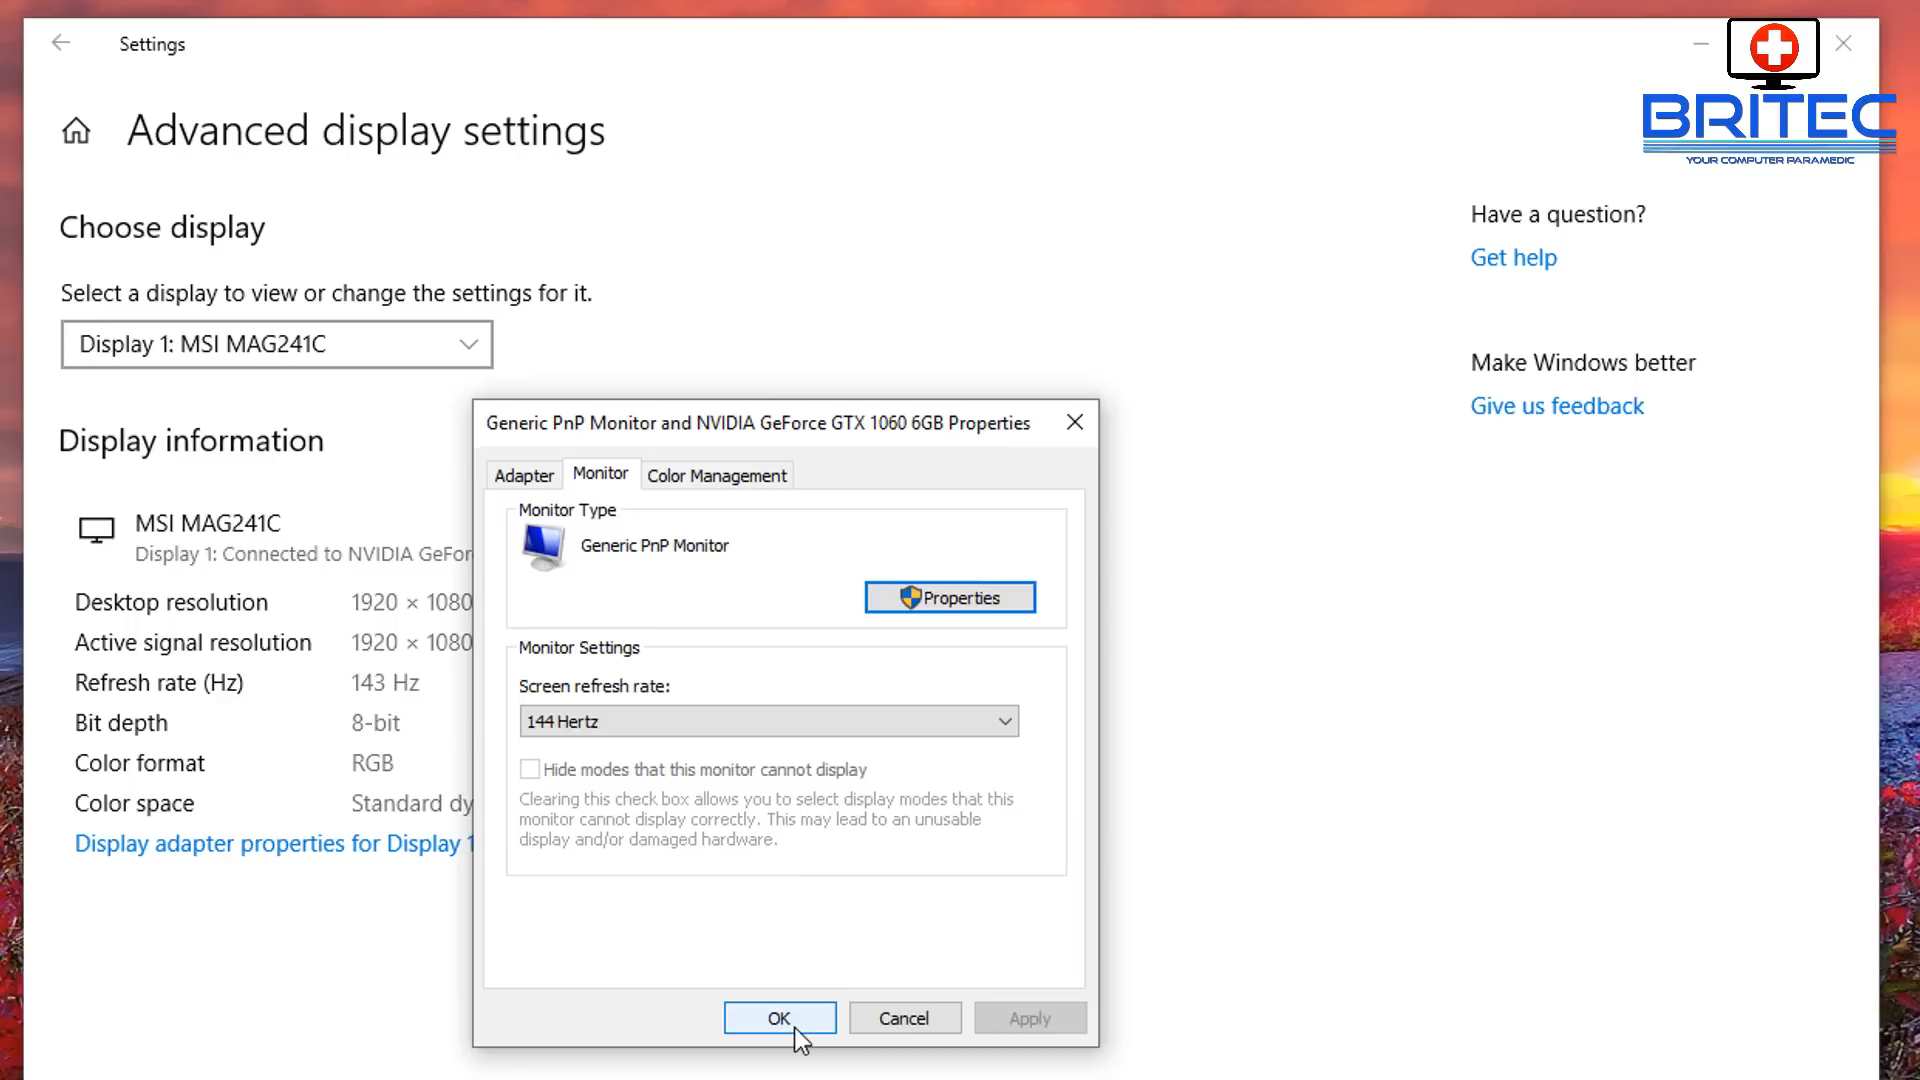 Settings
BRITEC
YOUR COMPUTER PARAMEDIC
Advanced display settings
Choose display
Select a display to view or change the settings for it.
Display 1: MSI MAG241C
Have a question?
Get help
Make Windows better
Give us feedback
Display information
MSI MAG241C
Display 1: Connected to NVIDIA GeFor
Desktop resolution 1920 × 1080
Active signal resolution 1920 × 1080
Refresh rate (Hz) 143 Hz
Bit depth 8-bit
Color format RGB
Color space Standard dy
Display adapter properties for Display 1
Generic PnP Monitor and NVIDIA GeForce GTX 1060 6GB Properties
Adapter Monitor Color Management
Monitor Type
Generic PnP Monitor
Properties
Monitor Settings
Screen refresh rate:
144 Hertz
Hide modes that this monitor cannot display
Clearing this check box allows you to select display modes that this
monitor cannot display correctly. This may lead to an unusable
display and/or damaged hardware.
OK Cancel Apply